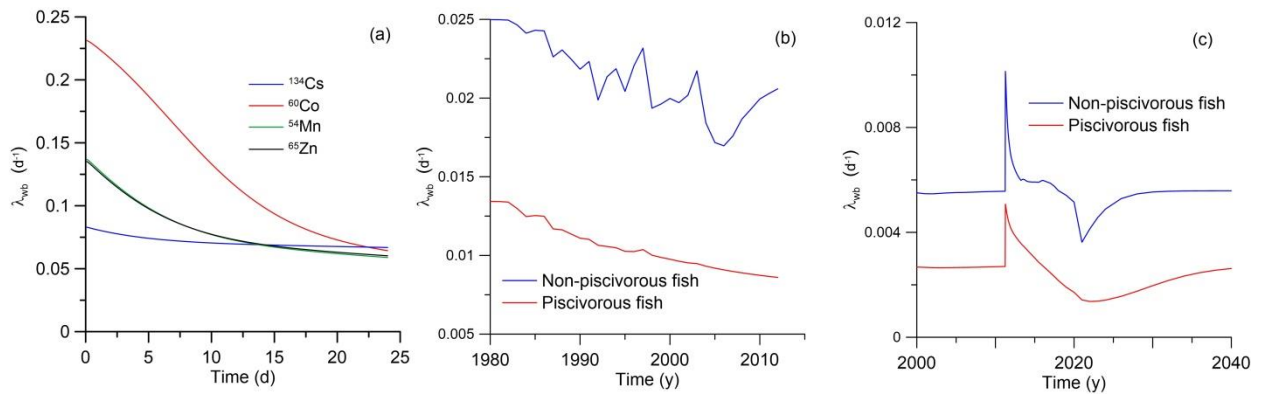 (a)
0.25
0.2
0.15
0.1
0.05
0
λwb (d⁻¹)
¹³⁴Cs
⁶⁰Co
⁵⁴Mn
⁶⁵Zn
0 5 10 15 20 25
Time (d)
(b)
0.025
0.02
0.015
0.01
0.005
λwb (d⁻¹)
Non-piscivorous fish
Piscivorous fish
1980 1990 2000 2010
Time (y)
(c)
0.012
0.008
0.004
0
λwb (d⁻¹)
Non-piscivorous fish
Piscivorous fish
2000 2020 2040
Time (y)